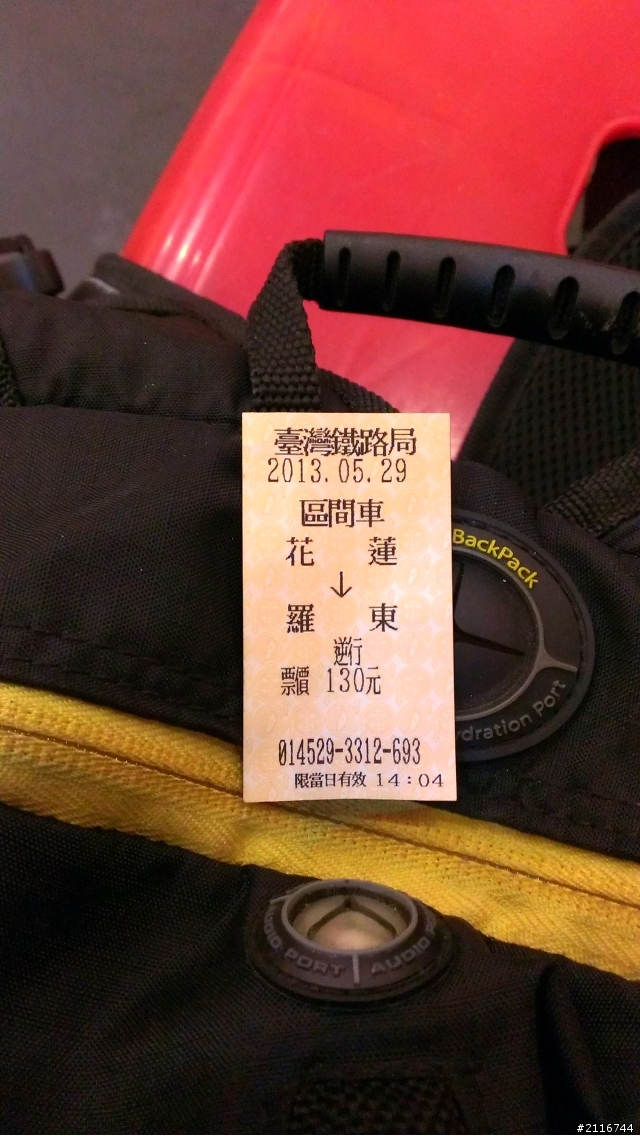 臺灣鐵路局
2013.05.29
區間車
花 蓮
↓
羅 東
逆行
票價 130元
014529-3312-693
限當日有效 14:04
BackPack
ydration Port
AUDIO PORT
AUDIO
#2116744